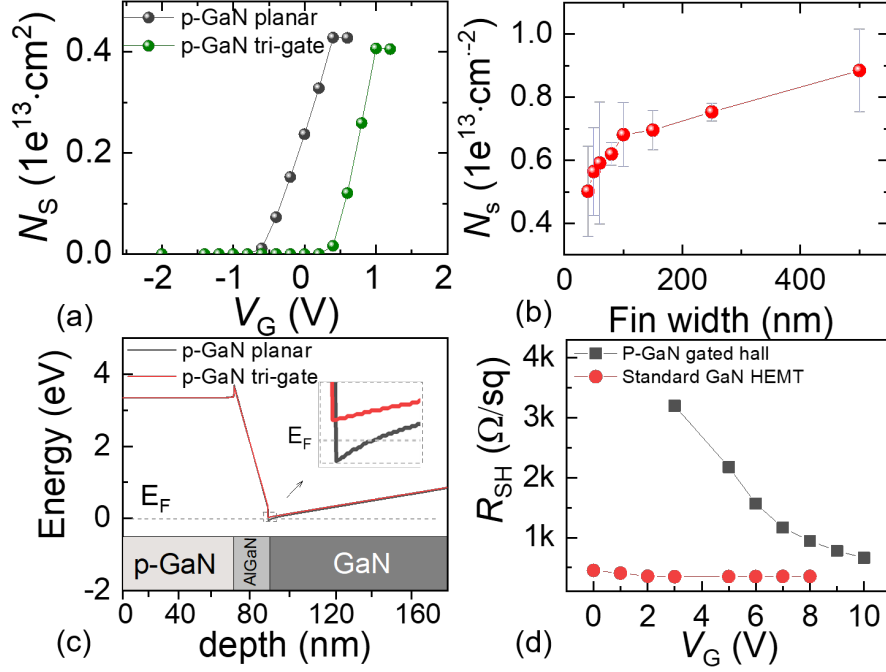 p-GaN planar
p-GaN tri-gate
0.4
0.2
0.0
N_S (1e^13·cm^2)
-2 -1 0 1 2
V_G (V)
(a)
1.0
0.8
0.6
0.4
N_s (1e^13·cm^--2)
0 200 400
Fin width (nm)
(b)
p-GaN planar
p-GaN tri-gate
4
2
0
-2
Energy (eV)
E_F
E_F
p-GaN
AlGaN
GaN
0 40 80 120 160
depth (nm)
(c)
P-GaN gated hall
Standard GaN HEMT
4k
3k
2k
1k
R_SH (Ω/sq)
0 2 4 6 8 10
V_G (V)
(d)